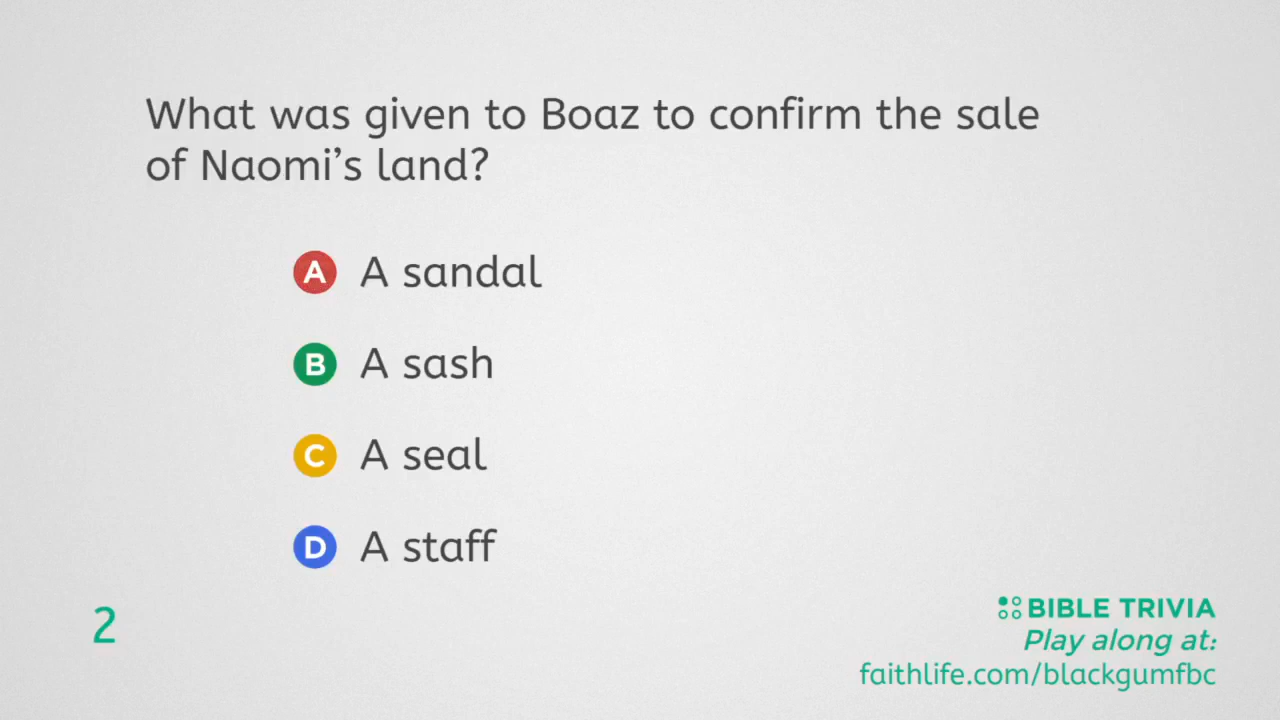 What was given to Boaz to confirm the sale
of Naomi’s land?
A A sandal
B A sash
C A seal
D A staff
2
BIBLE TRIVIA
Play along at:
faithlife.com/blackgumfbc